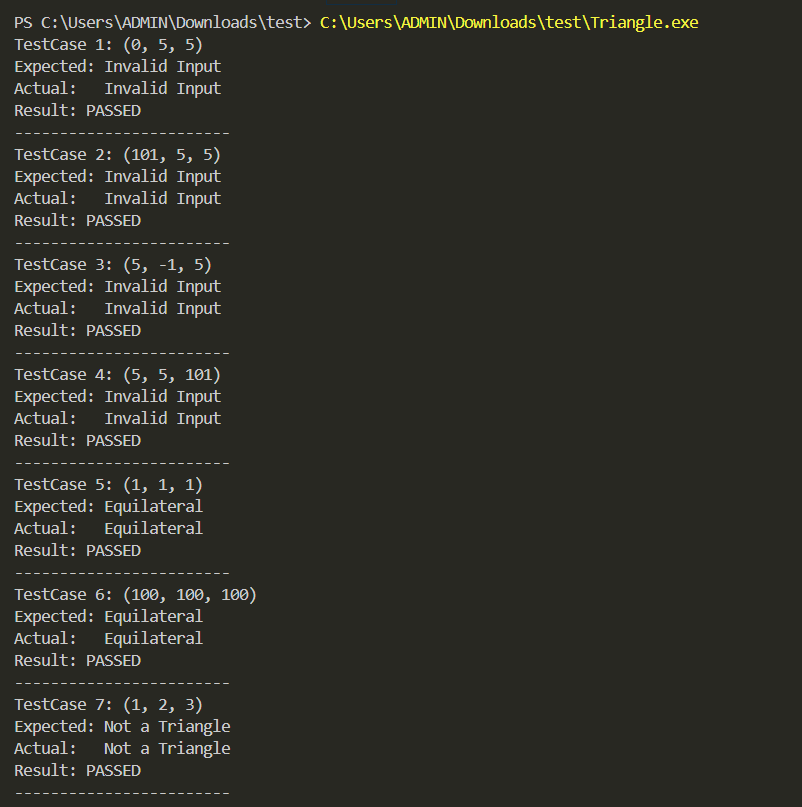 PS C:\Users\ADMIN\Downloads\test> C:\Users\ADMIN\Downloads\test\Triangle.exe
TestCase 1: (0, 5, 5)
Expected: Invalid Input
Actual:   Invalid Input
Result: PASSED
------------------------
TestCase 2: (101, 5, 5)
Expected: Invalid Input
Actual:   Invalid Input
Result: PASSED
------------------------
TestCase 3: (5, -1, 5)
Expected: Invalid Input
Actual:   Invalid Input
Result: PASSED
------------------------
TestCase 4: (5, 5, 101)
Expected: Invalid Input
Actual:   Invalid Input
Result: PASSED
------------------------
TestCase 5: (1, 1, 1)
Expected: Equilateral
Actual:   Equilateral
Result: PASSED
------------------------
TestCase 6: (100, 100, 100)
Expected: Equilateral
Actual:   Equilateral
Result: PASSED
------------------------
TestCase 7: (1, 2, 3)
Expected: Not a Triangle
Actual:   Not a Triangle
Result: PASSED
------------------------